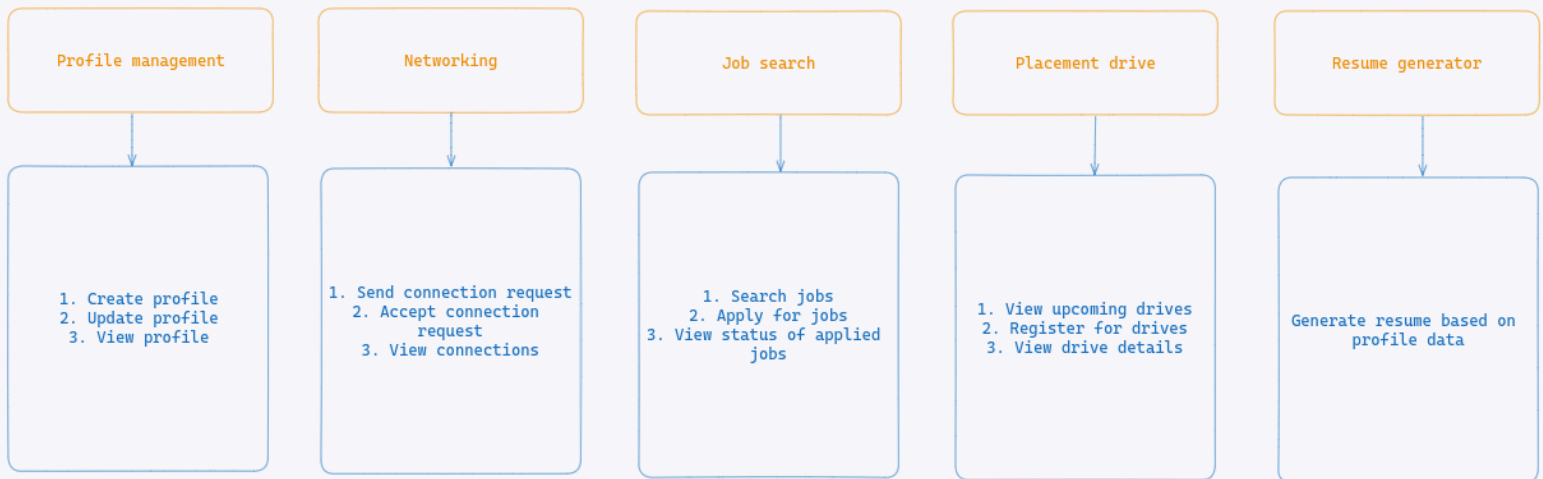 Profile management
Networking
Job search
Placement drive
Resume generator
1. Create profile
2. Update profile
3. View profile
1. Send connection request
2. Accept connection
request
3. View connections
1. Search jobs
2. Apply for jobs
3. View status of applied
jobs
1. View upcoming drives
2. Register for drives
3. View drive details
Generate resume based on
profile data